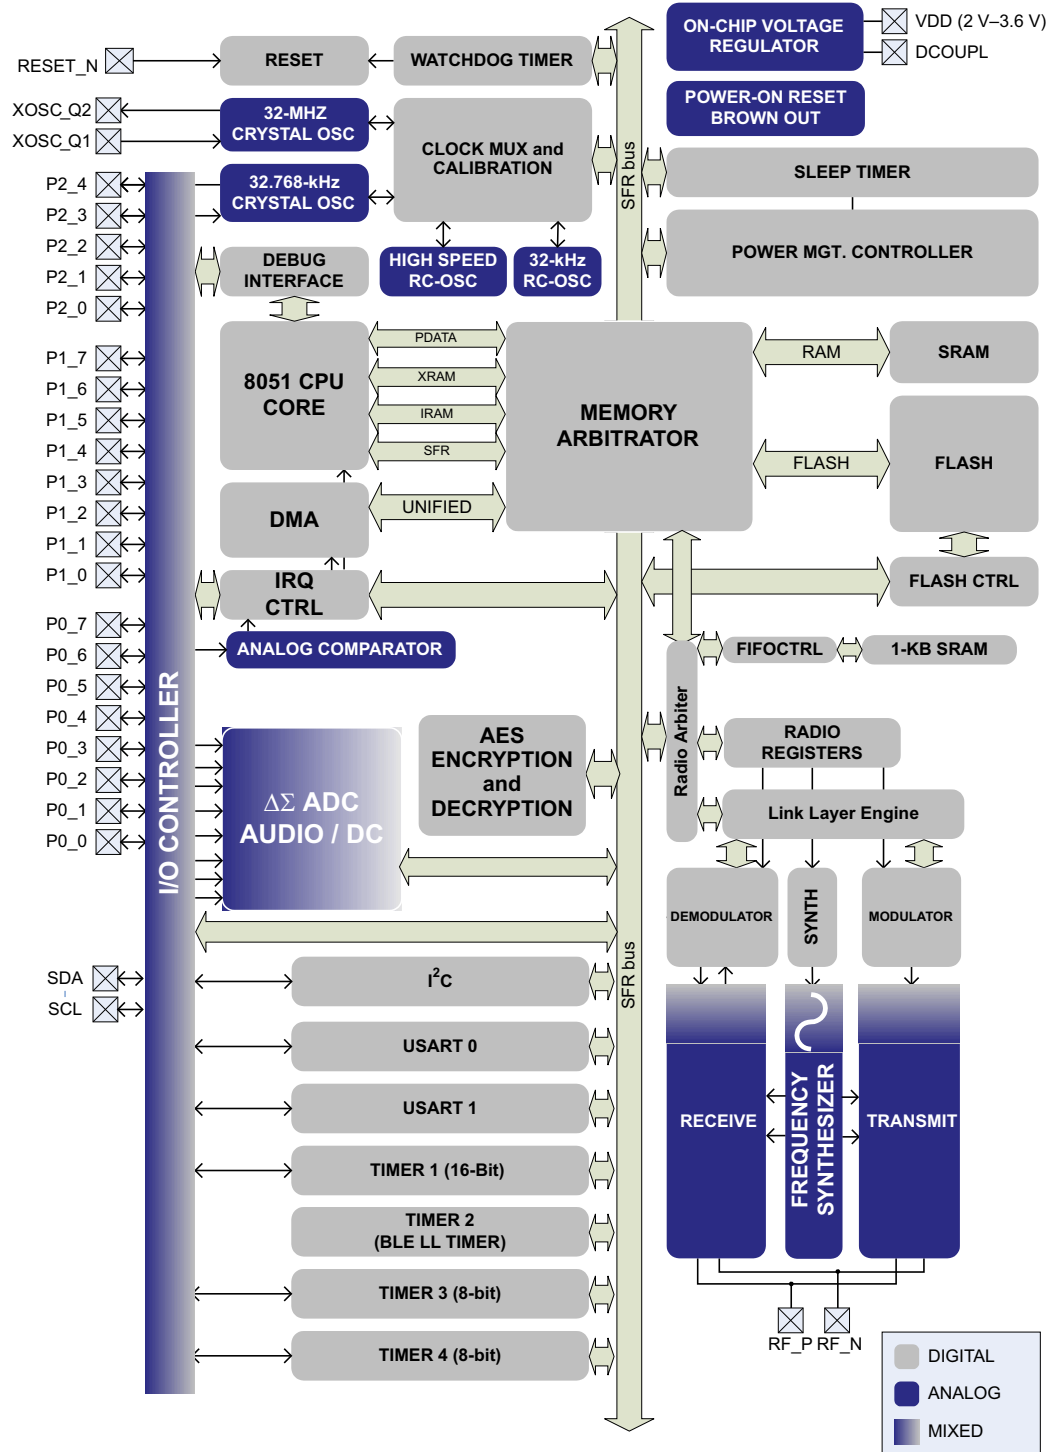 ON-CHIP VOLTAGE
REGULATOR
VDD (2 V–3.6 V)
DCOUPL
RESET_N
RESET
WATCHDOG TIMER
POWER-ON RESET
BROWN OUT
XOSC_Q2
XOSC_Q1
32-MHZ
CRYSTAL OSC
CLOCK MUX and
CALIBRATION
SFR bus
SLEEP TIMER
32.768-kHz
CRYSTAL OSC
POWER MGT. CONTROLLER
HIGH SPEED
RC-OSC
32-kHz
RC-OSC
DEBUG
INTERFACE
P2_4
P2_3
P2_2
P2_1
P2_0
P1_7
P1_6
P1_5
P1_4
P1_3
P1_2
P1_1
P1_0
P0_7
P0_6
P0_5
P0_4
P0_3
P0_2
P0_1
P0_0
SDA
SCL
I/O CONTROLLER
8051 CPU
CORE
PDATA
XRAM
IRAM
SFR
MEMORY
ARBITRATOR
RAM
SRAM
FLASH
FLASH
DMA
UNIFIED
IRQ
CTRL
FLASH CTRL
ANALOG COMPARATOR
FIFOCTRL
1-KB SRAM
Radio Arbiter
RADIO
REGISTERS
Link Layer Engine
AES
ENCRYPTION
and
DECRYPTION
ΔΣ ADC
AUDIO / DC
DEMODULATOR
SYNTH
MODULATOR
SFR bus
I2C
USART 0
USART 1
TIMER 1 (16-Bit)
TIMER 2
(BLE LL TIMER)
TIMER 3 (8-bit)
TIMER 4 (8-bit)
RECEIVE
FREQUENCY
SYNTHESIZER
TRANSMIT
RF_P
RF_N
DIGITAL
ANALOG
MIXED